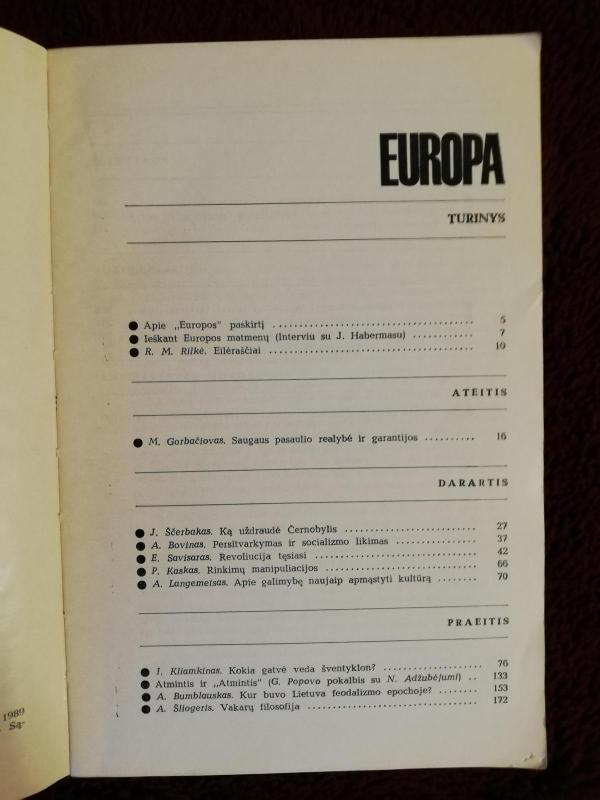 EUROPA
TURINYS
● Apie „Europos" paskirtį ........................................ 5
● Ieškant Europos matmenų (Interviu su J. Habermasu) ............ 7
● R. M. Rilkė. Eilėraščiai ........................................ 10
ATEITIS
● M. Gorbačiovas. Saugaus pasaulio realybė ir garantijos .......... 16
DABARTIS
● J. Ščerbakas. Ką uždraudė Černobylis .......................... 27
● A. Bovinas. Persitvarkymas ir socializmo likimas ................ 37
● E. Savisaras. Revoliucija tęsiasi ................................ 42
● P. Kaskas. Rinkimų manipuliacijos .............................. 66
● A. Langemetsas. Apie galimybę naujaip apmąstyti kultūrą ........ 70
PRAEITIS
● I. Kliamkinas. Kokia gatvė veda šventyklon? .................... 76
● Atmintis ir „Atmintis" (G. Popovo pokalbis su N. Adžubėjumi) .. 133
● A. Bumblauskas. Kur buvo Lietuva feodalizmo epochoje? ........ 153
● A. Šliogeris. Vakarų filosofija .................................. 172
1989
Są-